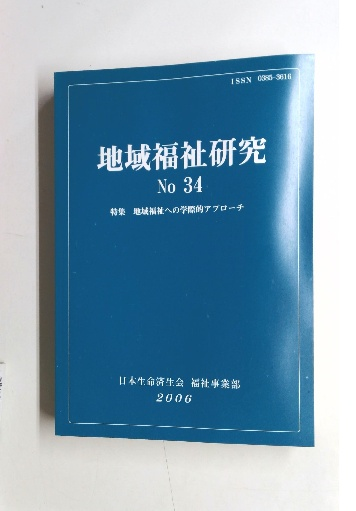 ISSN 0385-3616
地域福祉研究
No 34
特集 地域福祉への学際的アプローチ
日本生命済生会 福祉事業部
2006